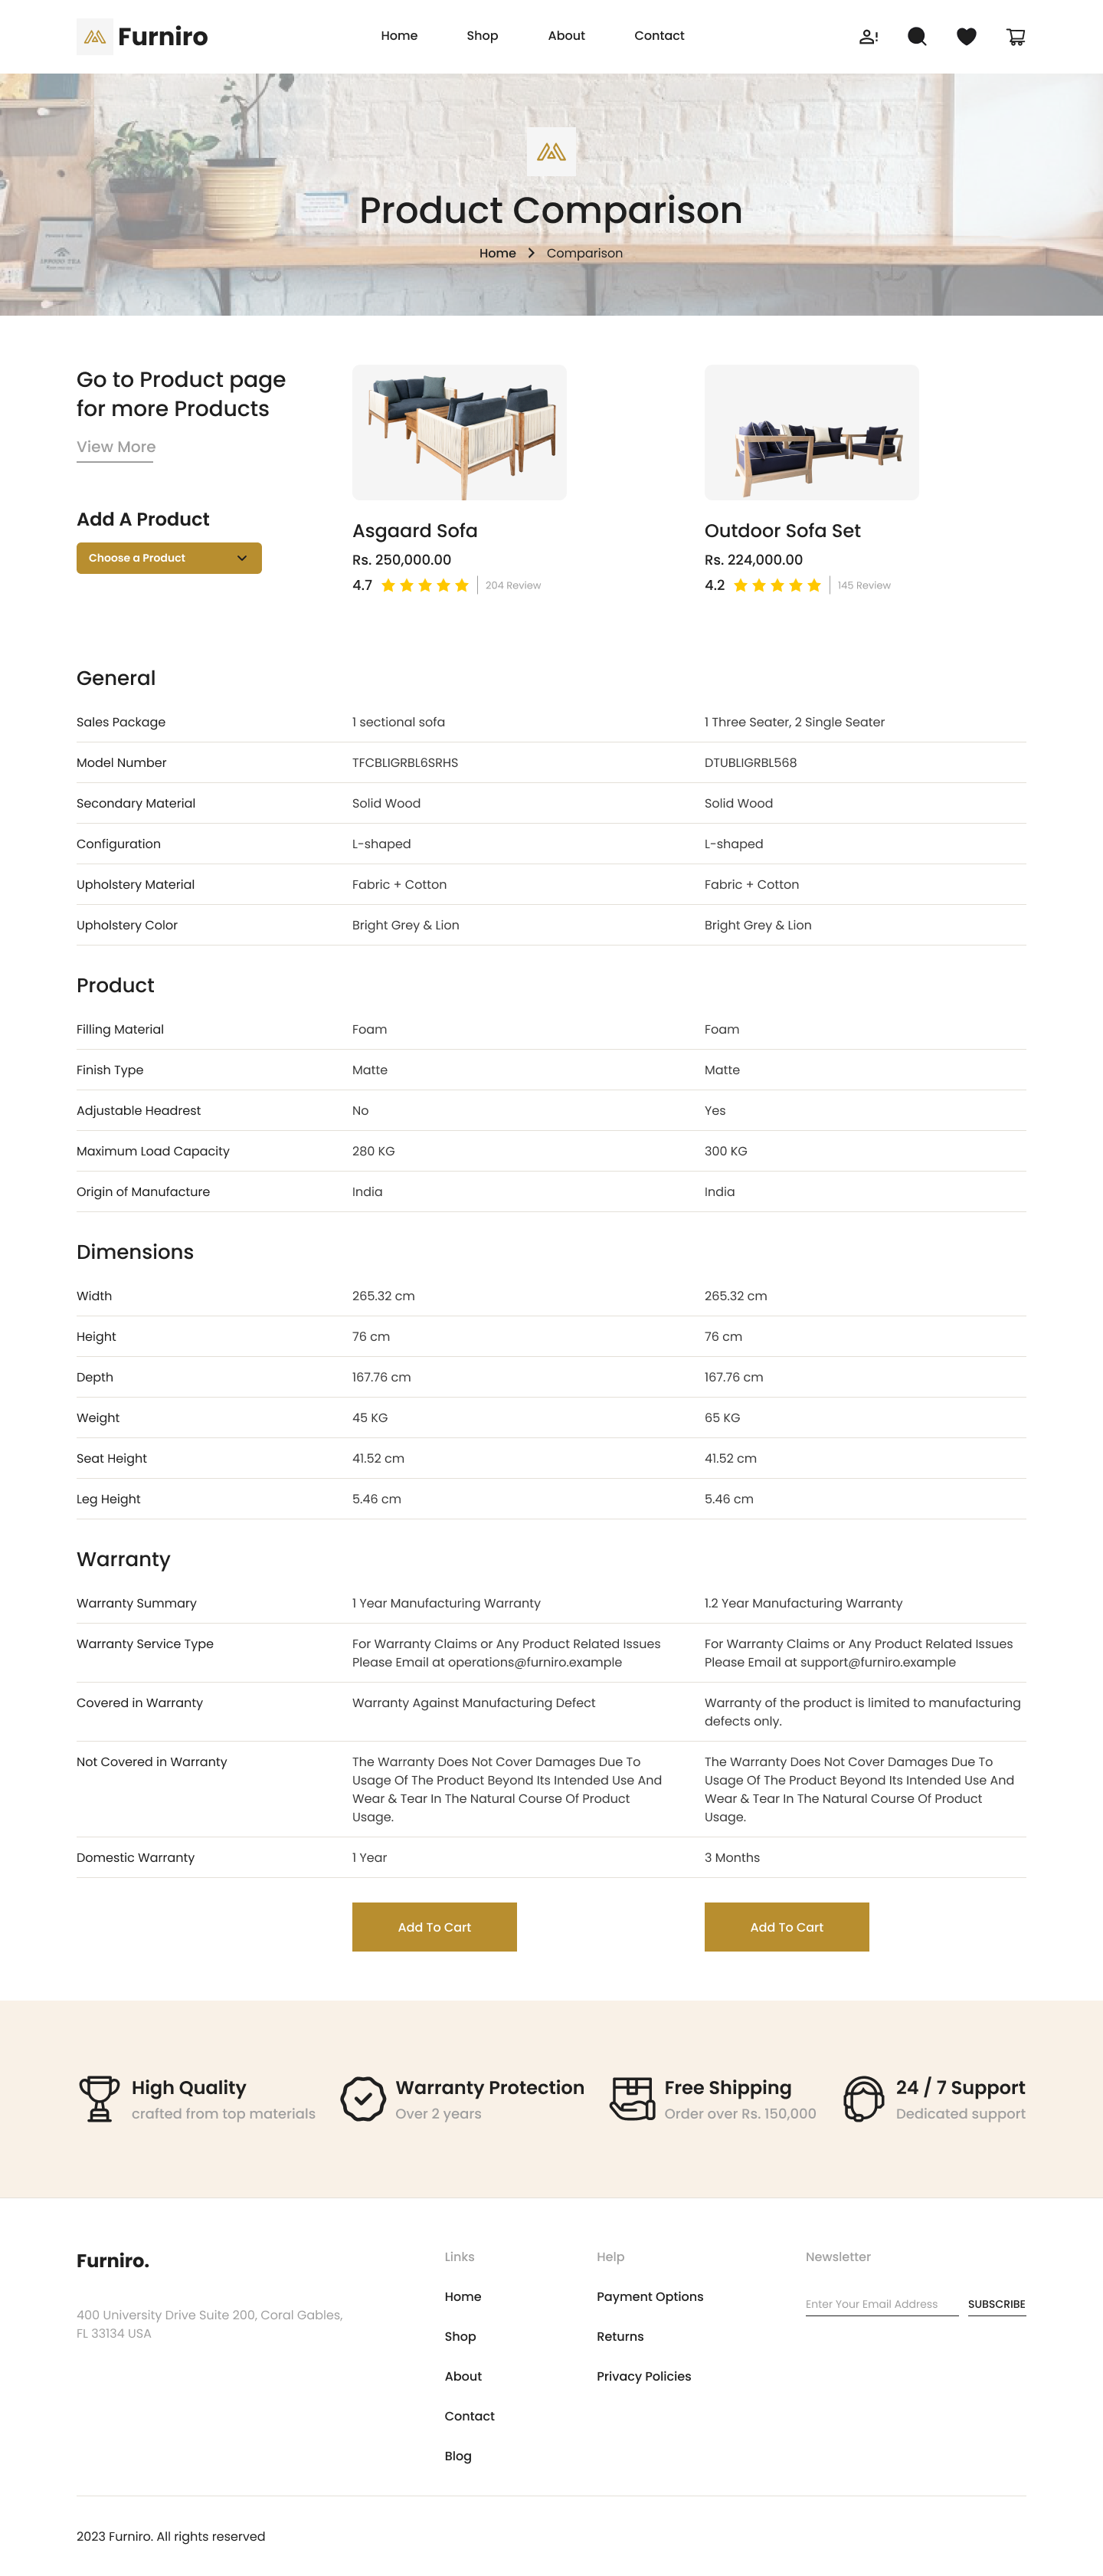 Furniro
Home Shop About Contact
Product Comparison
Home Comparison
Go to Product page
for more Products
View More
Add A Product
Choose a Product
Asgaard Sofa
Rs. 250,000.00
4.7 204 Review
Outdoor Sofa Set
Rs. 224,000.00
4.2 145 Review
General
Sales Package 1 sectional sofa 1 Three Seater, 2 Single Seater
Model Number TFCBLIGRBL6SRHS DTUBLIGRBL568
Secondary Material Solid Wood Solid Wood
Configuration L-shaped L-shaped
Upholstery Material Fabric + Cotton Fabric + Cotton
Upholstery Color Bright Grey & Lion Bright Grey & Lion
Product
Filling Material Foam Foam
Finish Type Matte Matte
Adjustable Headrest No Yes
Maximum Load Capacity 280 KG 300 KG
Origin of Manufacture India India
Dimensions
Width 265.32 cm 265.32 cm
Height 76 cm 76 cm
Depth 167.76 cm 167.76 cm
Weight 45 KG 65 KG
Seat Height 41.52 cm 41.52 cm
Leg Height 5.46 cm 5.46 cm
Warranty
Warranty Summary 1 Year Manufacturing Warranty 1.2 Year Manufacturing Warranty
Warranty Service Type
For Warranty Claims or Any Product Related Issues
Please Email at operations@furniro.example
For Warranty Claims or Any Product Related Issues
Please Email at support@furniro.example
Covered in Warranty
Warranty Against Manufacturing Defect
Warranty of the product is limited to manufacturing
defects only.
Not Covered in Warranty
The Warranty Does Not Cover Damages Due To
Usage Of The Product Beyond Its Intended Use And
Wear & Tear In The Natural Course Of Product
Usage.
The Warranty Does Not Cover Damages Due To
Usage Of The Product Beyond Its Intended Use And
Wear & Tear In The Natural Course Of Product
Usage.
Domestic Warranty 1 Year 3 Months
Add To Cart Add To Cart
High Quality
crafted from top materials
Warranty Protection
Over 2 years
Free Shipping
Order over Rs. 150,000
24 / 7 Support
Dedicated support
Furniro.
400 University Drive Suite 200, Coral Gables,
FL 33134 USA
Links
Home
Shop
About
Contact
Blog
Help
Payment Options
Returns
Privacy Policies
Newsletter
Enter Your Email Address SUBSCRIBE
2023 Furniro. All rights reserved